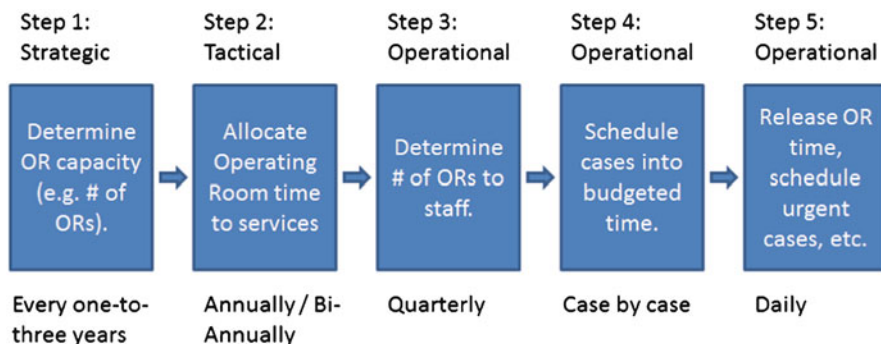 Step 1:
Strategic
Step 2:
Tactical
Step 3:
Operational
Step 4:
Operational
Step 5:
Operational
Determine
OR capacity
(e.g. # of
ORs).
Allocate
Operating
Room time
to services
Determine
# of ORs to
staff.
Schedule
cases into
budgeted
time.
Release OR
time,
schedule
urgent
cases, etc.
Every one-to-
three years
Annually / Bi-
Annually
Quarterly
Case by case
Daily